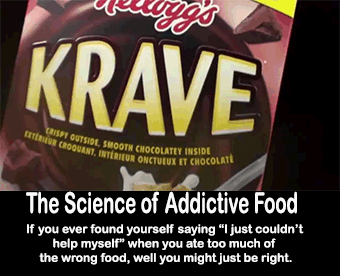 Kellogg's
KRAVE
CRISPY OUTSIDE, SMOOTH CHOCOLATEY INSIDE
EXTÉRIEUR CROQUANT, INTÉRIEUR ONCTUEUX ET CHOCOLATÉ
The Science of Addictive Food
If you ever found yourself saying “I just couldn’t
help myself” when you ate too much of
the wrong food, well you might just be right.